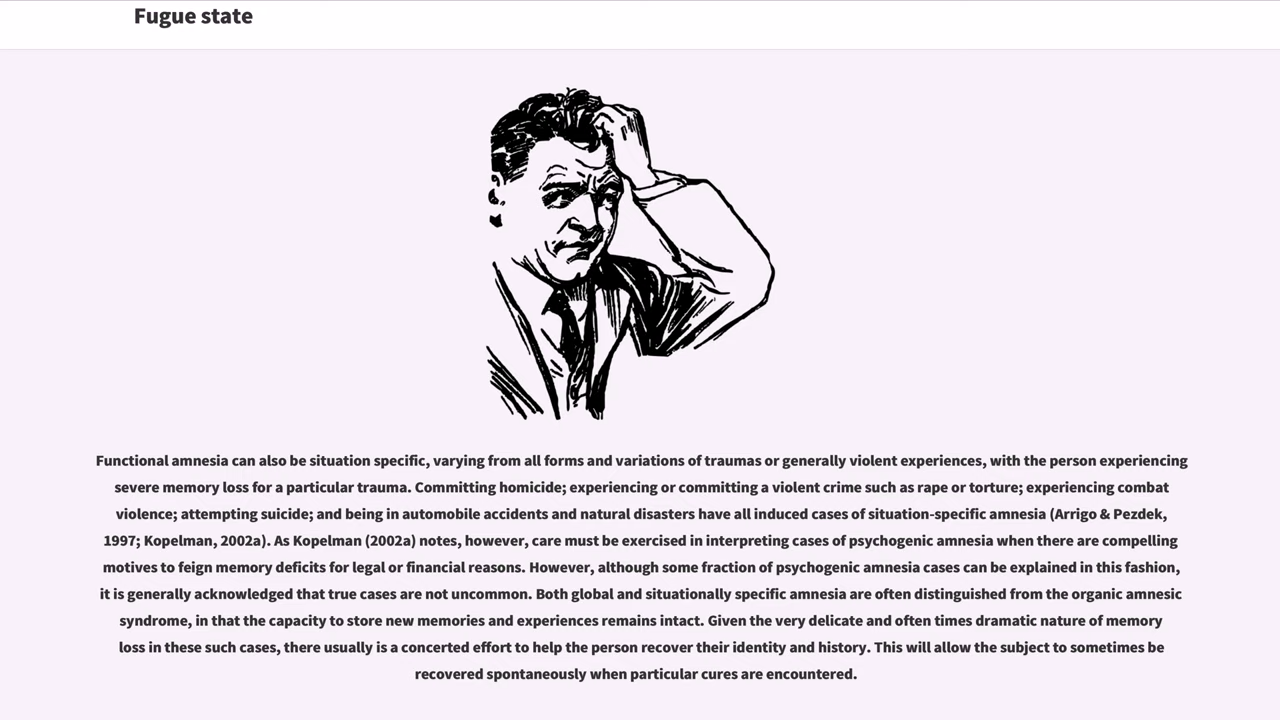 Fugue state
Functional amnesia can also be situation specific, varying from all forms and variations of traumas or generally violent experiences, with the person experiencing
severe memory loss for a particular trauma. Committing homicide; experiencing or committing a violent crime such as rape or torture; experiencing combat
violence; attempting suicide; and being in automobile accidents and natural disasters have all induced cases of situation-specific amnesia (Arrigo & Pezdek,
1997; Kopelman, 2002a). As Kopelman (2002a) notes, however, care must be exercised in interpreting cases of psychogenic amnesia when there are compelling
motives to feign memory deficits for legal or financial reasons. However, although some fraction of psychogenic amnesia cases can be explained in this fashion,
it is generally acknowledged that true cases are not uncommon. Both global and situationally specific amnesia are often distinguished from the organic amnesic
syndrome, in that the capacity to store new memories and experiences remains intact. Given the very delicate and often times dramatic nature of memory
loss in these such cases, there usually is a concerted effort to help the person recover their identity and history. This will allow the subject to sometimes be
recovered spontaneously when particular cures are encountered.